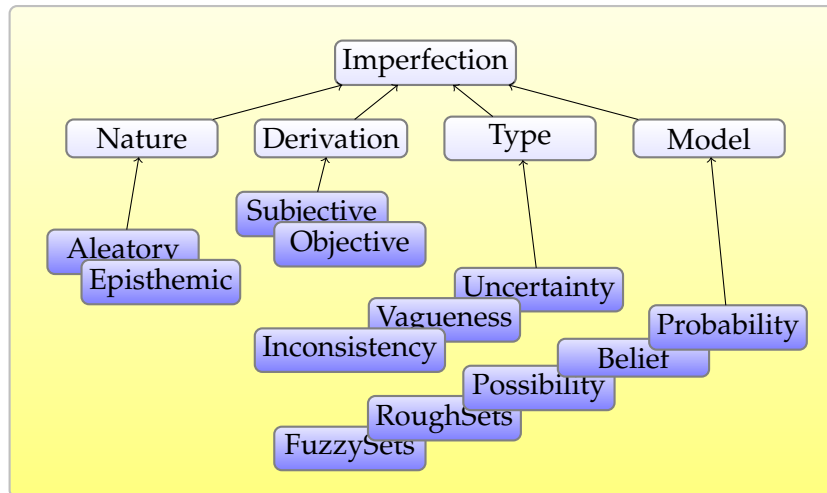 Imperfection
Nature
Derivation
Type
Model
Subjective
Objective
Aleatory
Episthemic
Uncertainty
Vagueness
Inconsistency
Probability
Belief
Possibility
RoughSets
FuzzySets